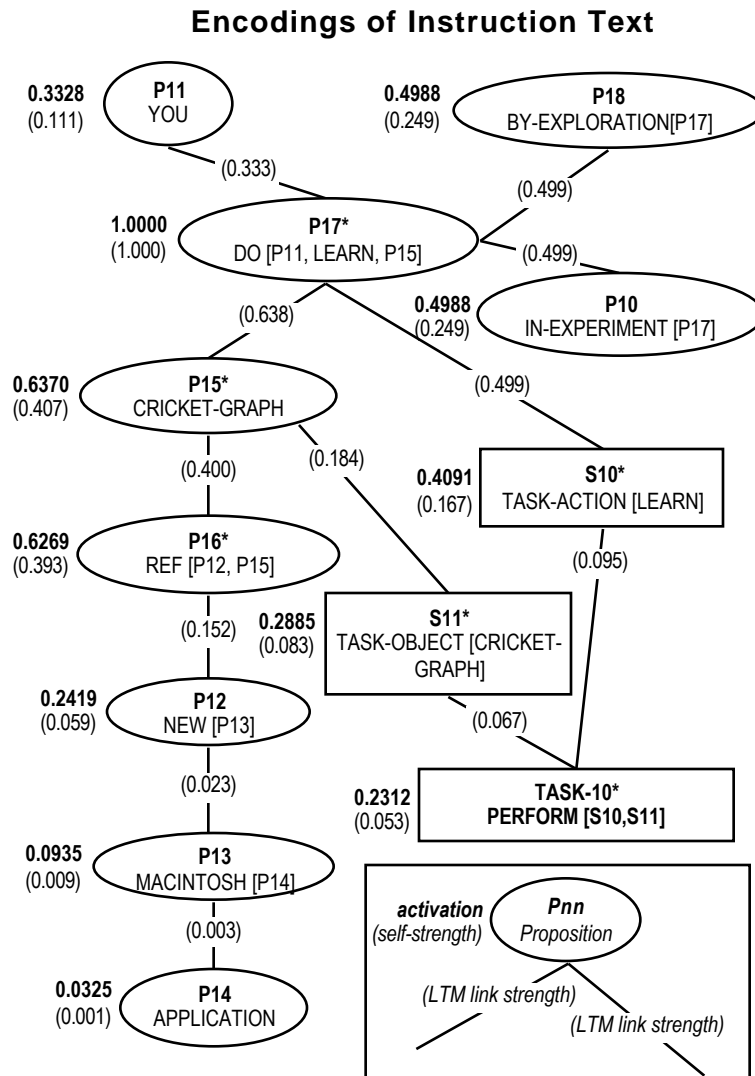 Encodings of Instruction Text
0.3328
(0.111)
P11
YOU
0.4988
(0.249)
P18
BY-EXPLORATION[P17]
(0.333)
(0.499)
1.0000
(1.000)
P17*
DO [P11, LEARN, P15]
(0.499)
0.4988
(0.249)
P10
IN-EXPERIMENT [P17]
(0.638)
(0.499)
0.6370
(0.407)
P15*
CRICKET-GRAPH
(0.400)
(0.184)
0.4091
(0.167)
S10*
TASK-ACTION [LEARN]
0.6269
(0.393)
P16*
REF [P12, P15]
(0.095)
(0.152)
0.2885
(0.083)
S11*
TASK-OBJECT [CRICKET-
GRAPH]
0.2419
(0.059)
P12
NEW [P13]
(0.067)
(0.023)
0.2312
(0.053)
TASK-10*
PERFORM [S10,S11]
0.0935
(0.009)
P13
MACINTOSH [P14]
(0.003)
0.0325
(0.001)
P14
APPLICATION
activation
(self-strength)
Pnn
Proposition
(LTM link strength)
(LTM link strength)